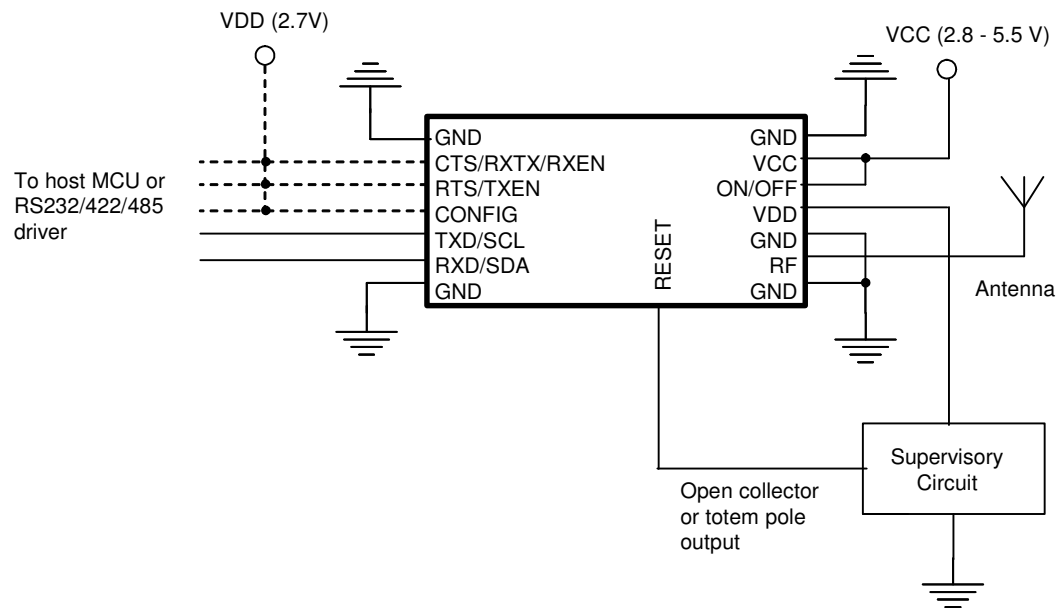 VDD (2.7V)
VCC (2.8 - 5.5 V)
GND
CTS/RXTX/RXEN
RTS/TXEN
CONFIG
TXD/SCL
RXD/SDA
GND
RESET
GND
VCC
ON/OFF
VDD
GND
RF
GND
To host MCU or
RS232/422/485
driver
Antenna
Supervisory
Circuit
Open collector
or totem pole
output